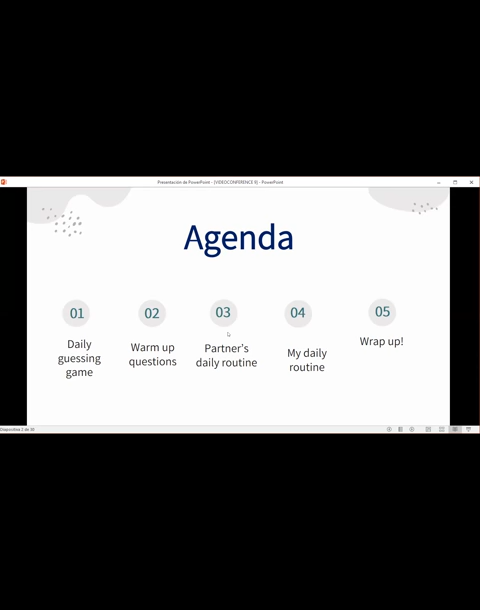 Presentación de PowerPoint - [VIDEOCONFERENCE 9] - PowerPoint
Agenda
01 02 03 04 05
Daily guessing game
Warm up questions
Partner's daily routine
My daily routine
Wrap up!
Diapositiva 2 de 30